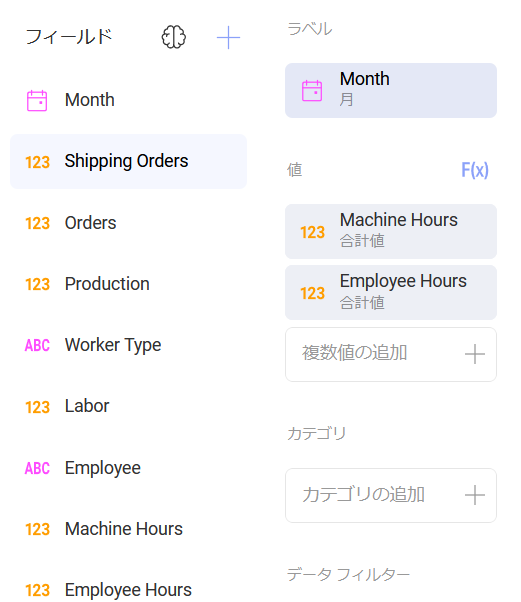 フィールド
Month
123 Shipping Orders
123 Orders
123 Production
ABC Worker Type
123 Labor
ABC Employee
123 Machine Hours
123 Employee Hours
ラベル
Month
月
値 F(x)
123 Machine Hours
合計値
123 Employee Hours
合計値
複数値の追加
カテゴリ
カテゴリの追加
データ フィルター